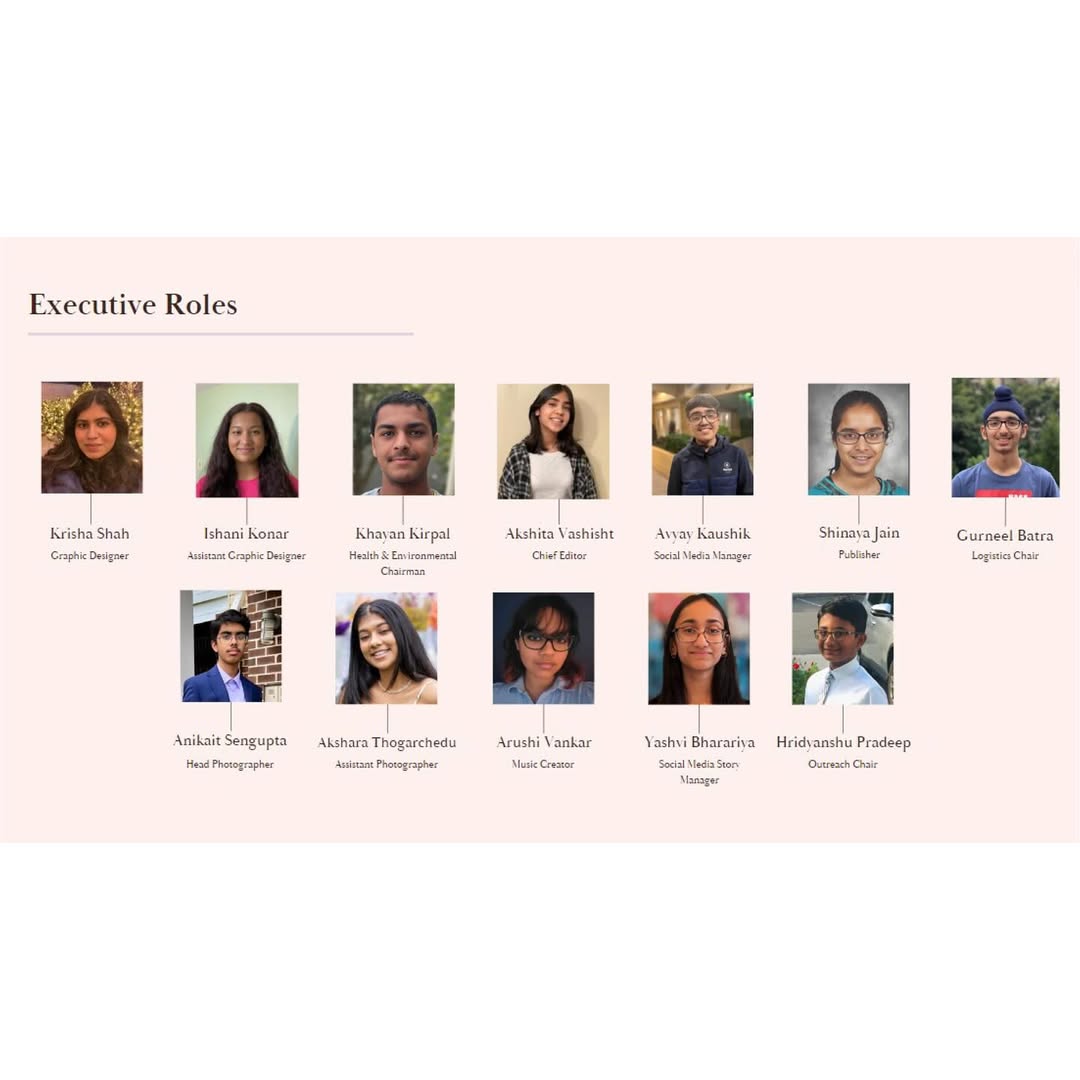 Executive Roles
Krisha Shah
Graphic Designer
Ishani Konar
Assistant Graphic Designer
Khayan Kirpal
Health & Environmental
Chairman
Akshita Vashisht
Chief Editor
Avyay Kaushik
Social Media Manager
Shinaya Jain
Publisher
Gurneel Batra
Logistics Chair
Anikait Sengupta
Head Photographer
Akshara Thogarchedu
Assistant Photographer
Arushi Vankar
Music Creator
Yashvi Bharariya
Social Media Story
Manager
Hridyanshu Pradeep
Outreach Chair